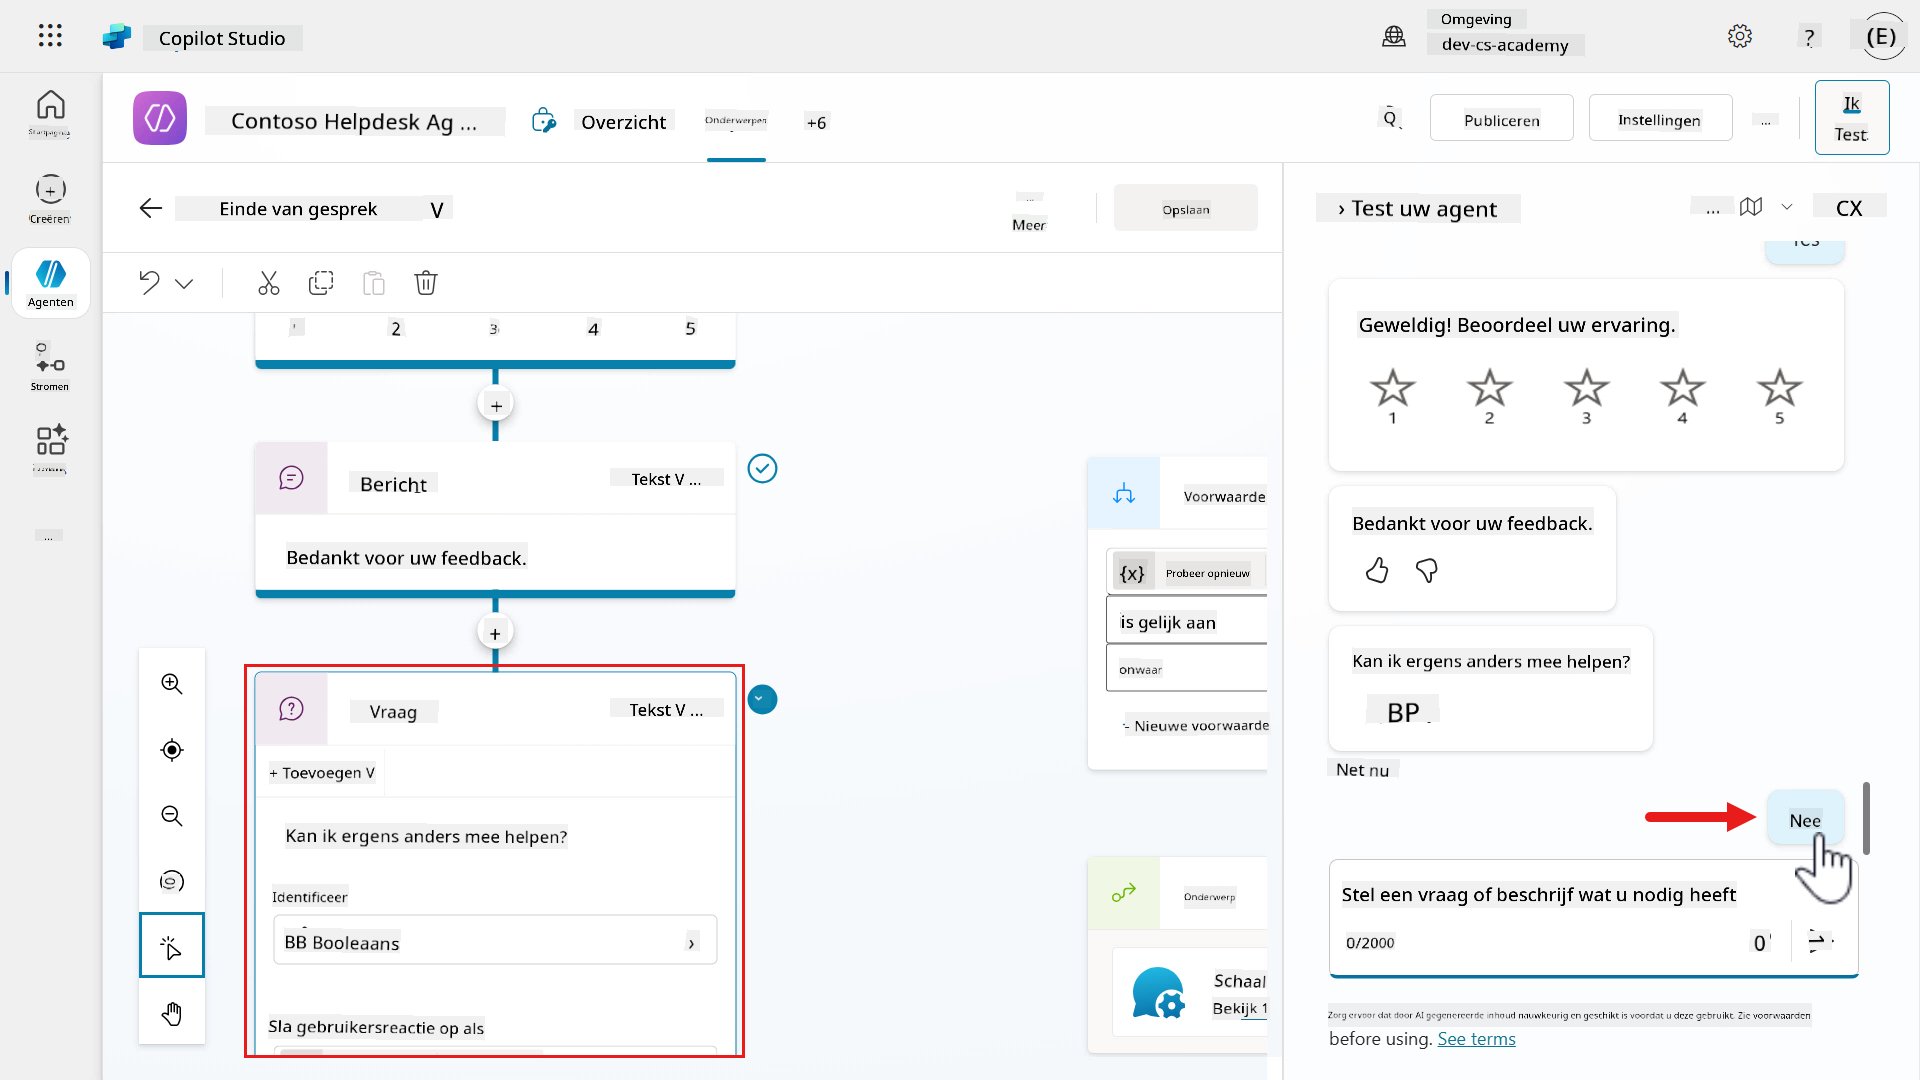 Copilot Studio
Omgeving
dev-cs-academy
?
(E)
Startpagina
Contoso Helpdesk Ag ...
Overzicht
Onderwerpen
+6
Q
Publiceren
Instellingen
...
Ik
Test
Creëren
Agenten
Stromen
...
Einde van gesprek V
...
Meer
Opslaan
2
3
4
5
+
Bericht
Tekst V ...
Bedankt voor uw feedback.
+
Vraag
Tekst V ...
+ Toevoegen V
Kan ik ergens anders mee helpen?
Identificeer
BB Booleaans
›
Sla gebruikersreactie op als
Voorwaarde
{x}
Probeer opnieuw
is gelijk aan
onwaar
Nieuwe voorwaarde
Onderwerp
Schaal
Bekijk 1
› Test uw agent
...
CX
Yes
Geweldig! Beoordeel uw ervaring.
1 2 3 4 5
Bedankt voor uw feedback.
Kan ik ergens anders mee helpen?
BP
Net nu
Nee
Stel een vraag of beschrijf wat u nodig heeft
0/2000
0
Zorg ervoor dat door AI gegenereerde inhoud nauwkeurig en geschikt is voordat u deze gebruikt. Zie voorwaarden
before using. See terms